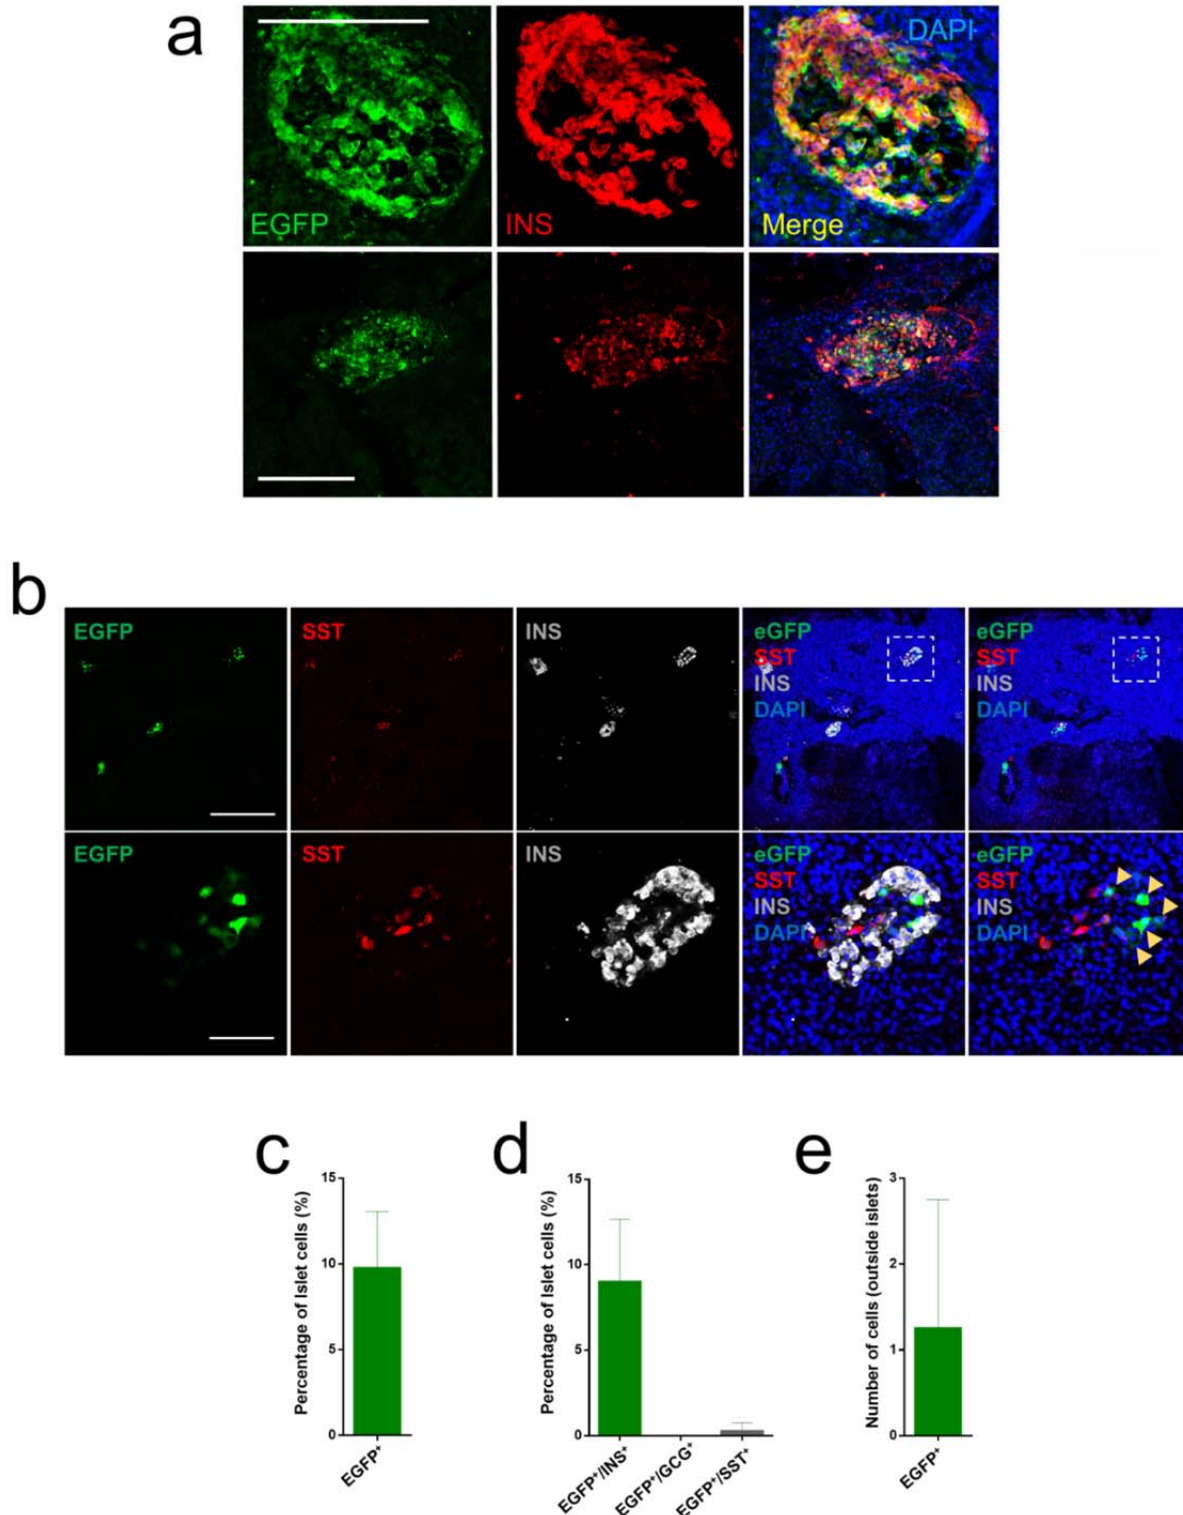 a
DAPI
EGFP
INS
Merge
b
EGFP
SST
INS
eGFP
SST
INS
DAPI
eGFP
SST
INS
DAPI
EGFP
SST
INS
eGFP
SST
INS
DAPI
eGFP
SST
INS
DAPI
c
Percentage of Islet cells (%)
15
10
5
0
EGFP⁺
d
Percentage of Islet cells (%)
15
10
5
0
EGFP⁺/INS⁺
EGFP⁺/GCG⁺
EGFP⁺/SST⁺
e
Number of cells (outside islets)
3
2
1
0
EGFP⁺